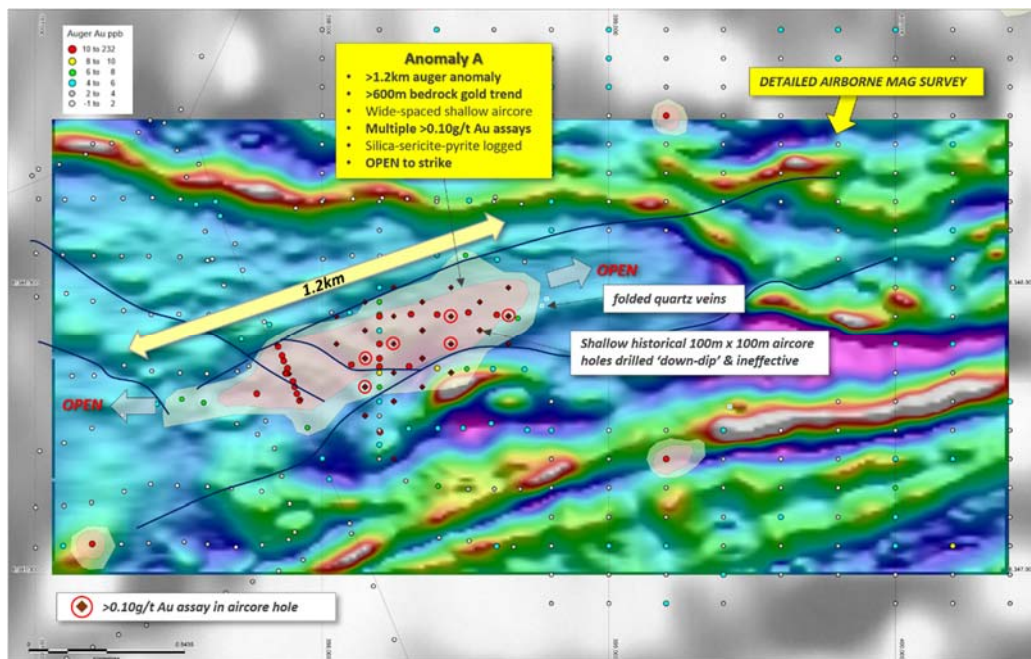 Auger Au ppb
10 to 232
8 to 10
6 to 8
4 to 6
2 to 4
-1 to 2
Anomaly A
• >1.2km auger anomaly
• >600m bedrock gold trend
• Wide-spaced shallow aircore
• Multiple >0.10g/t Au assays
• Silica-sericite-pyrite logged
• OPEN to strike
DETAILED AIRBORNE MAG SURVEY
1.2km
OPEN
folded quartz veins
Shallow historical 100m x 100m aircore
holes drilled 'down-dip' & ineffective
OPEN
>0.10g/t Au assay in aircore hole
0